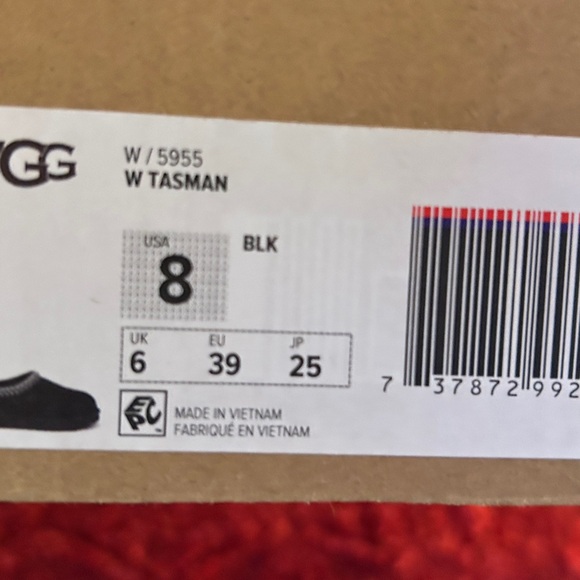 UGG
W / 5955
W TASMAN
USA
8
BLK
UK EU JP
6 39 25
EPC
MADE IN VIETNAM
FABRIQUÉ EN VIETNAM
7 37872 992